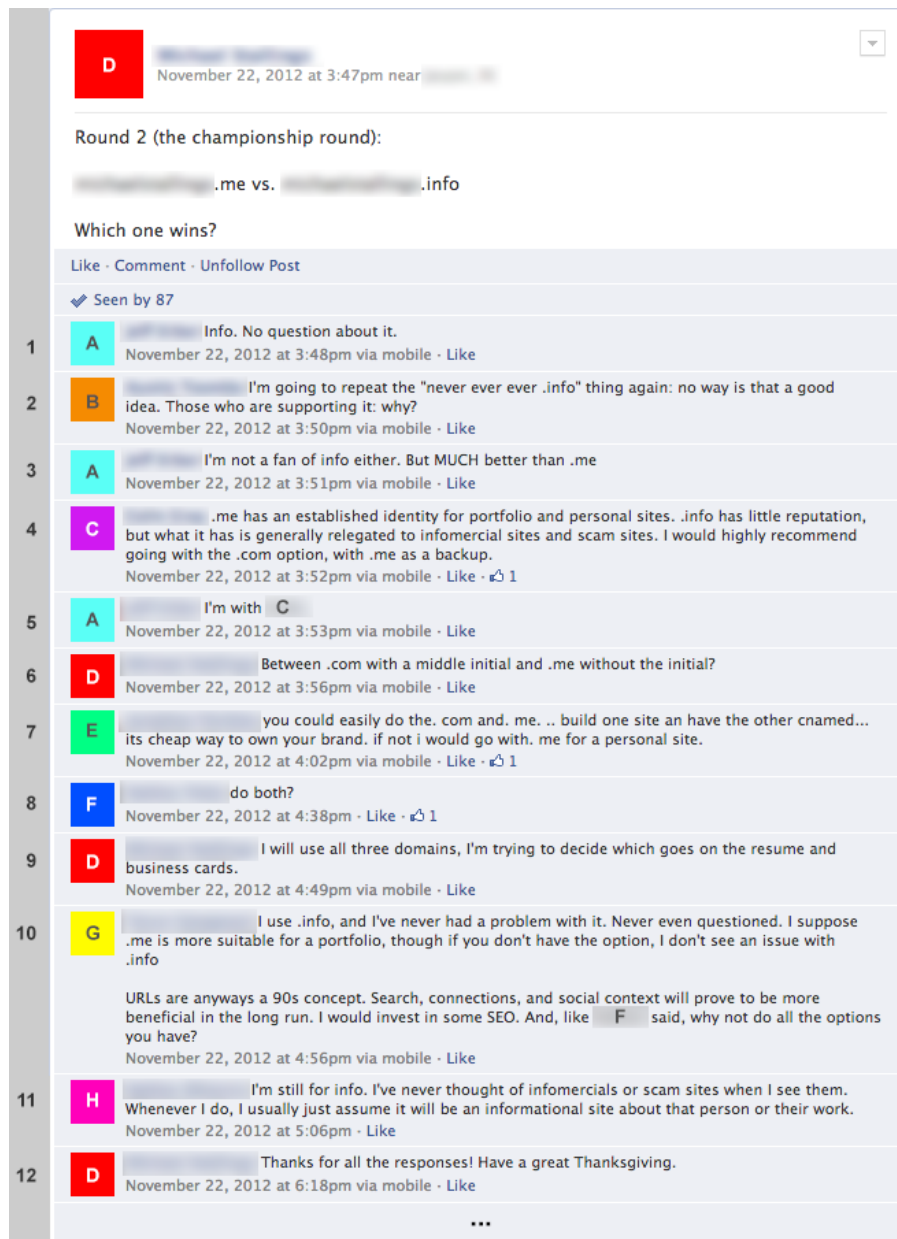 D
November 22, 2012 at 3:47pm near
Round 2 (the championship round):
.me vs. .info
Which one wins?
Like · Comment · Unfollow Post
Seen by 87
1
A
Info. No question about it.
November 22, 2012 at 3:48pm via mobile · Like
2
B
I'm going to repeat the "never ever ever .info" thing again: no way is that a good
idea. Those who are supporting it: why?
November 22, 2012 at 3:50pm via mobile · Like
3
A
I'm not a fan of info either. But MUCH better than .me
November 22, 2012 at 3:51pm via mobile · Like
4
C
.me has an established identity for portfolio and personal sites. .info has little reputation,
but what it has is generally relegated to infomercial sites and scam sites. I would highly recommend
going with the .com option, with .me as a backup.
November 22, 2012 at 3:52pm via mobile · Like · 1
5
A
I'm with C
November 22, 2012 at 3:53pm via mobile · Like
6
D
Between .com with a middle initial and .me without the initial?
November 22, 2012 at 3:56pm via mobile · Like
7
E
you could easily do the. com and. me. .. build one site an have the other cnamed...
its cheap way to own your brand. if not i would go with. me for a personal site.
November 22, 2012 at 4:02pm via mobile · Like · 1
8
F
do both?
November 22, 2012 at 4:38pm · Like · 1
9
D
I will use all three domains, I'm trying to decide which goes on the resume and
business cards.
November 22, 2012 at 4:49pm via mobile · Like
10
G
I use .info, and I've never had a problem with it. Never even questioned. I suppose
.me is more suitable for a portfolio, though if you don't have the option, I don't see an issue with
.info
URLs are anyways a 90s concept. Search, connections, and social context will prove to be more
beneficial in the long run. I would invest in some SEO. And, like F said, why not do all the options
you have?
November 22, 2012 at 4:56pm via mobile · Like
11
H
I'm still for info. I've never thought of infomercials or scam sites when I see them.
Whenever I do, I usually just assume it will be an informational site about that person or their work.
November 22, 2012 at 5:06pm · Like
12
D
Thanks for all the responses! Have a great Thanksgiving.
November 22, 2012 at 6:18pm via mobile · Like
...